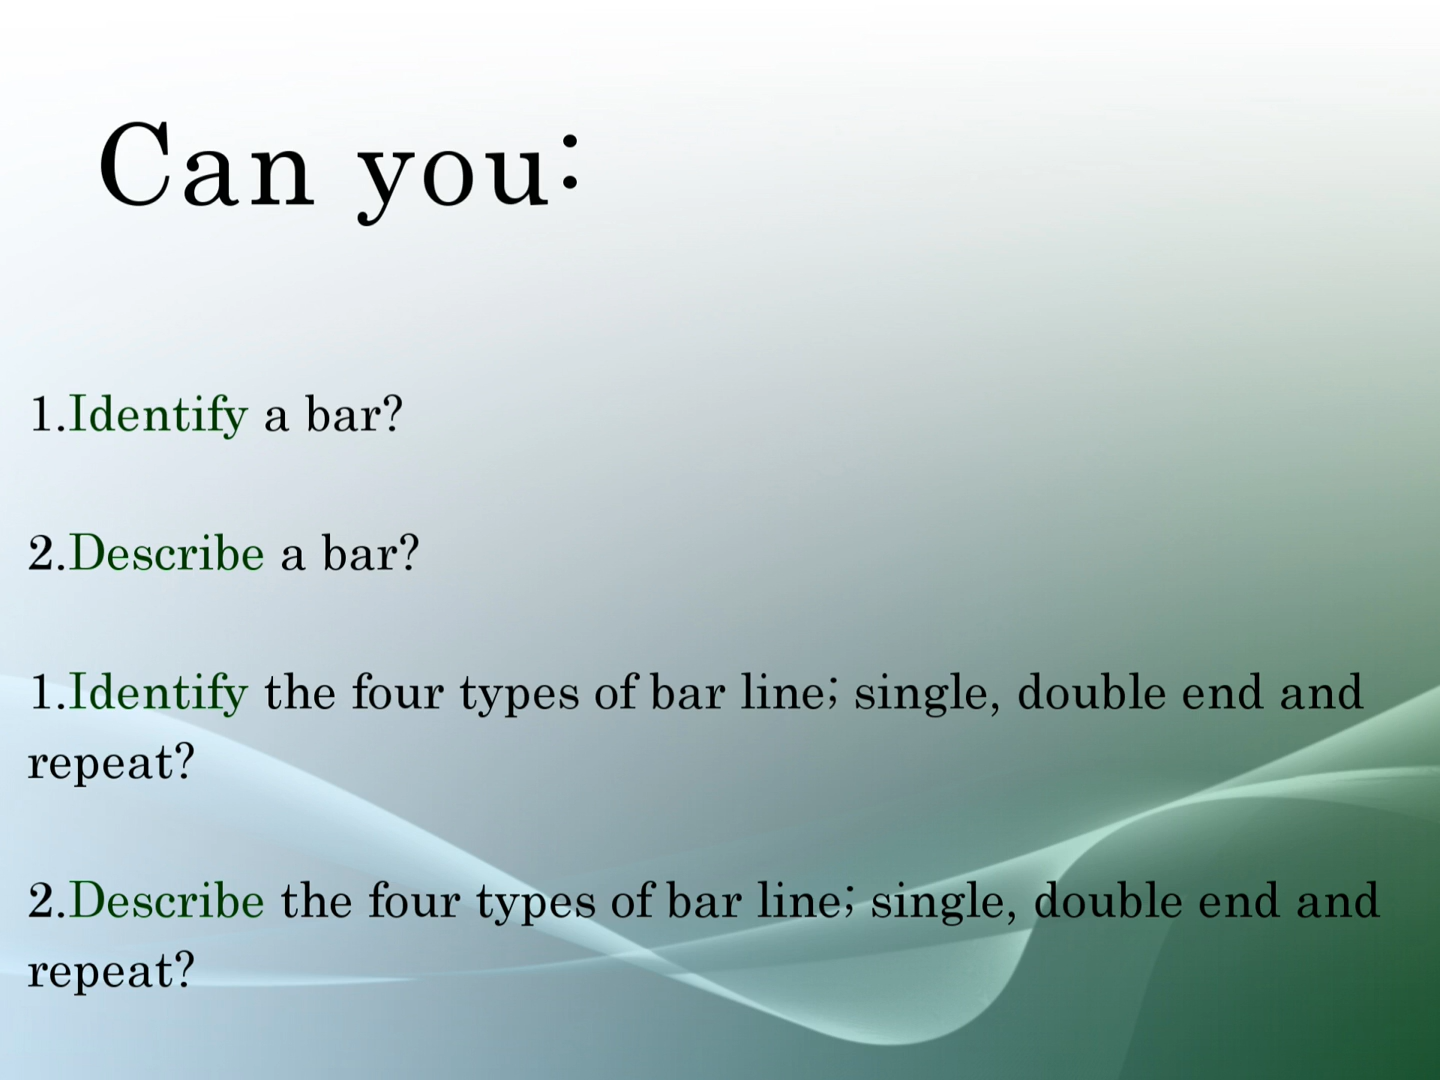 Can you:
1.Identify a bar?
2.Describe a bar?
1.Identify the four types of bar line; single, double end and
repeat?
2.Describe the four types of bar line; single, double end and
repeat?